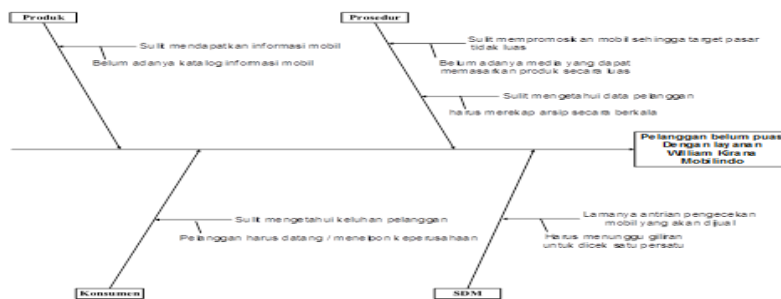 Produk
Prosedur
Sulit mendapatkan informasi mobil
Belum adanya katalog informasi mobil
Sulit mempromosikan mobil sehingga target pasar
tidak luas
Belum adanya media yang dapat
memasarkan produk secara luas
Sulit mengetahui data pelanggan
harus merekap arsip secara berkala
Pelanggan belum puas
Dengan layanan
William Kirana
Mobilindo
Sulit mengetahui keluhan pelanggan
Pelanggan harus datang / menelpon keperusahaan
Lamanya antrian pengecekan
mobil yang akan dijual
Harus menunggu giliran
untuk dicek satu persatu
Konsumen
SDM